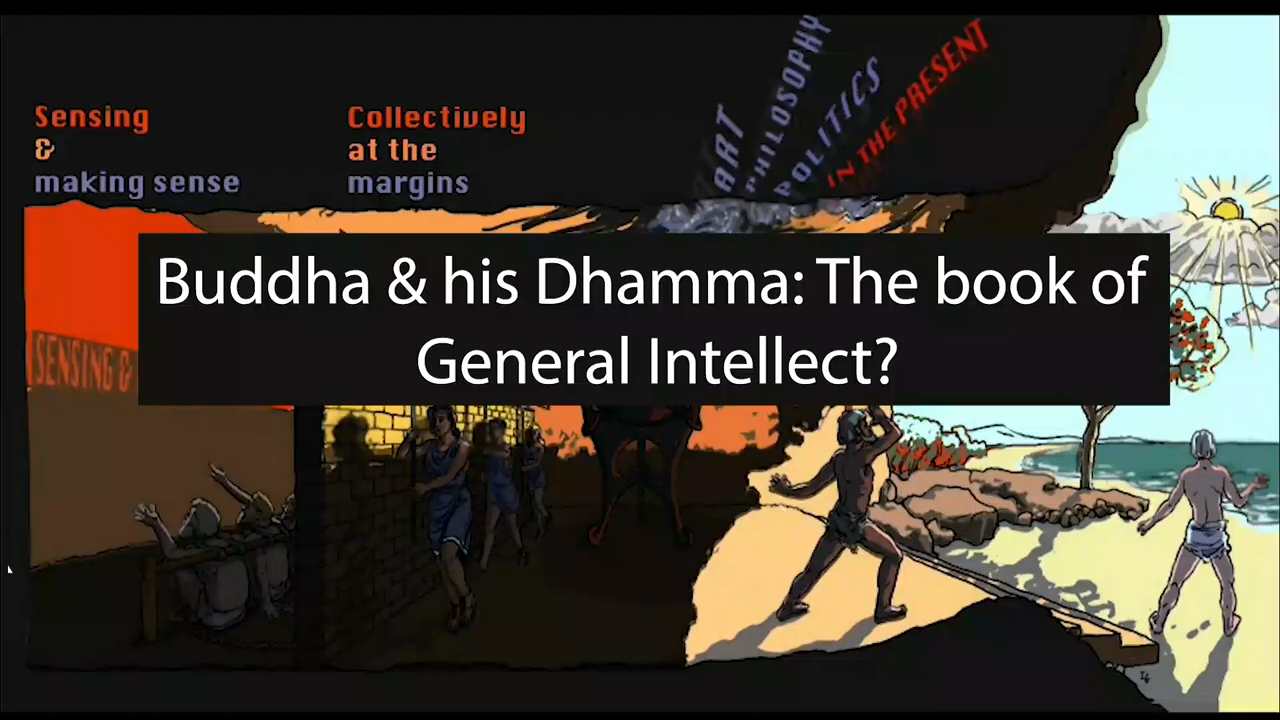 Sensing
&
making sense
Collectively
at the
margins
ART
PHILOSOPHY
POLITICS
IN THE PRESENT
Buddha & his Dhamma: The book of
General Intellect?
SENSING &